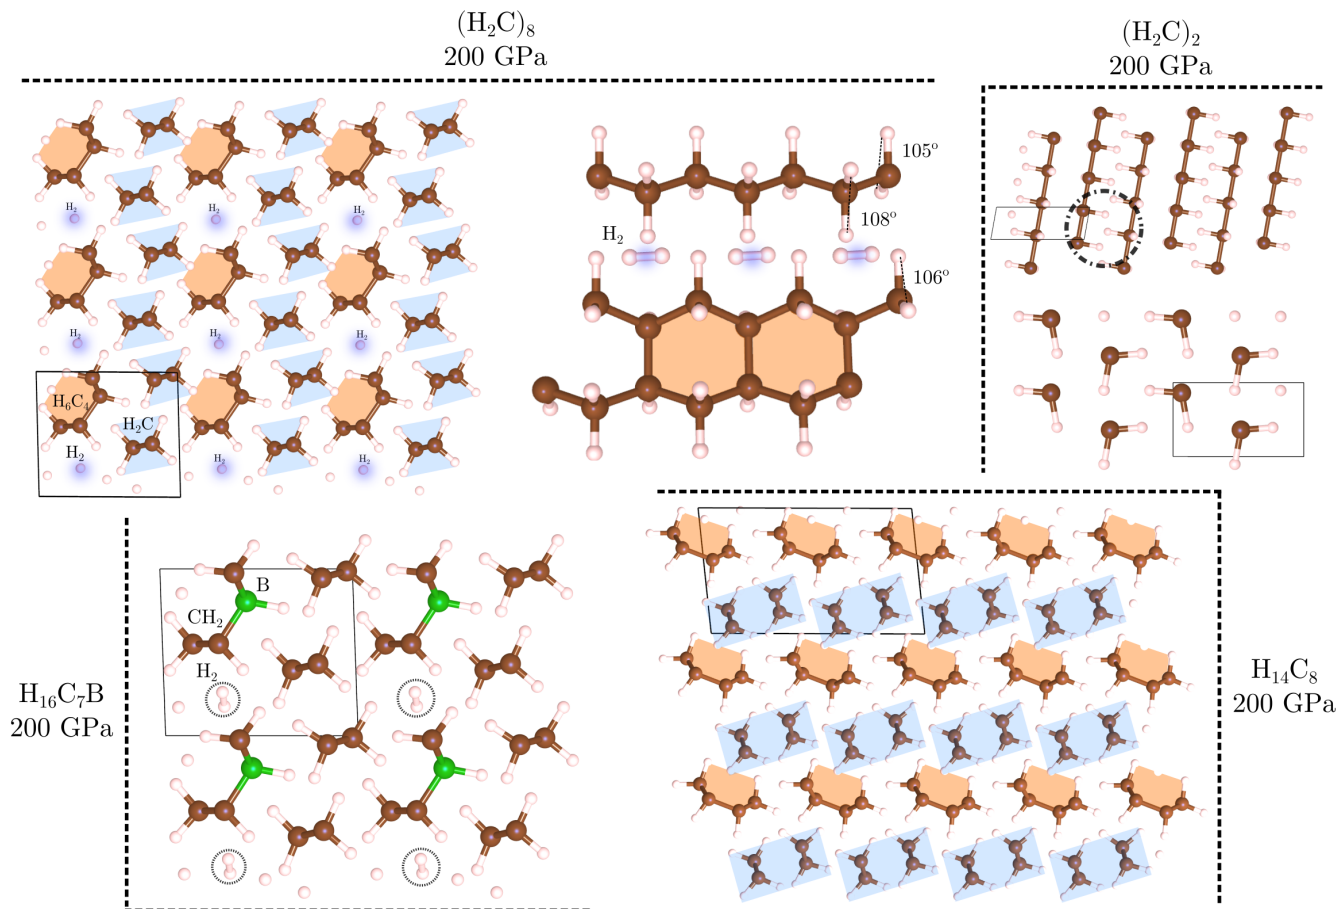 (H₂C)₈
200 GPa
(H₂C)₂
200 GPa
H₂
H₂
H₂
H₂
H₂
H₂
H₆C₄
H₂C
H₂
H₂
H₂
105°
108°
H₂
106°
B
CH₂
H₂
H₁₆C₇B
200 GPa
H₁₄C₈
200 GPa